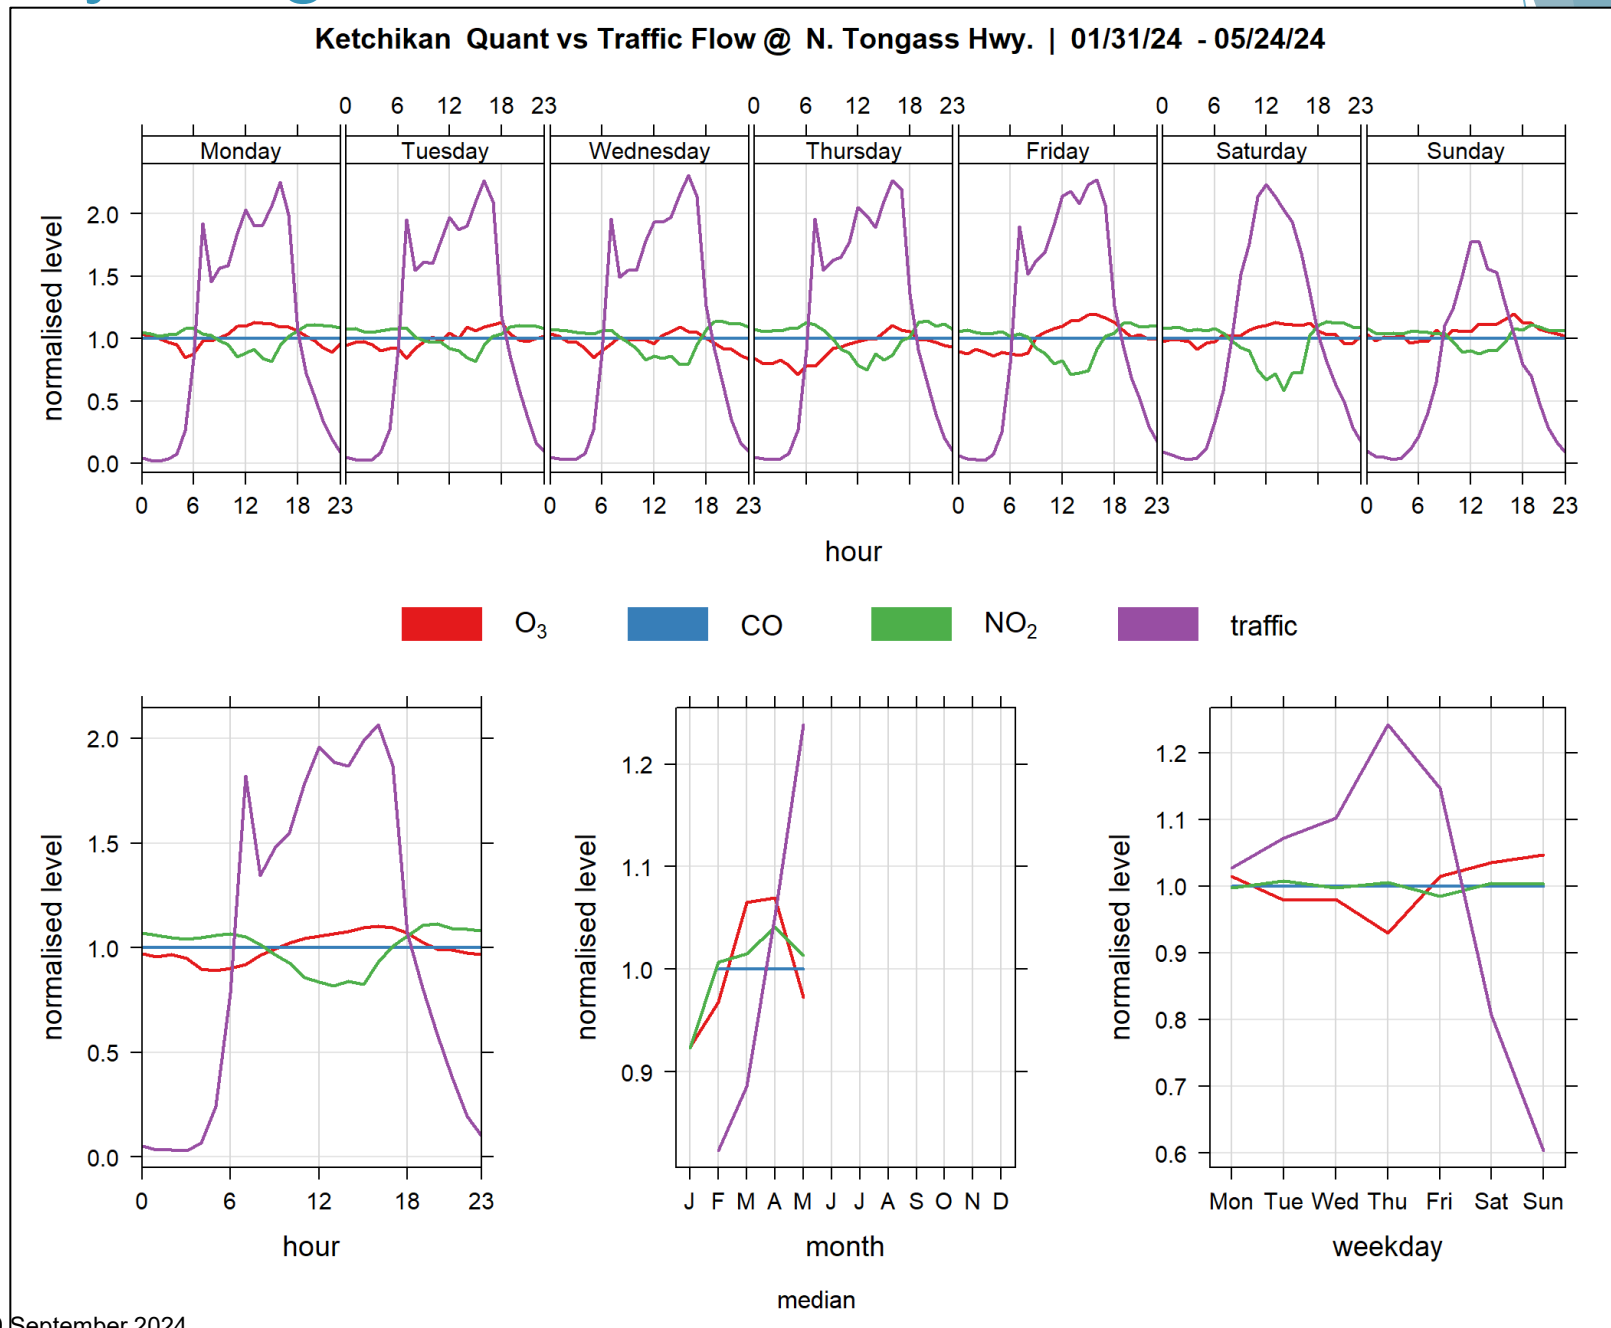 Ketchikan Quant vs Traffic Flow @ N. Tongass Hwy. | 01/31/24 - 05/24/24
0 6 12 18 23 0 6 12 18 23 0 6 12 18 23
Monday Tuesday Wednesday Thursday Friday Saturday Sunday
normalised level
2.0
1.5
1.0
0.5
0.0
0 6 12 18 23 0 6 12 18 23 0 6 12 18 23 0 6 12 18 23
hour
O3 CO NO2 traffic
normalised level
2.0
1.5
1.0
0.5
0.0
0 6 12 18 23
hour
normalised level
1.2
1.1
1.0
0.9
J F M A M J J A S O N D
month
normalised level
1.2
1.1
1.0
0.9
0.8
0.7
0.6
Mon Tue Wed Thu Fri Sat Sun
weekday
median
September 2024